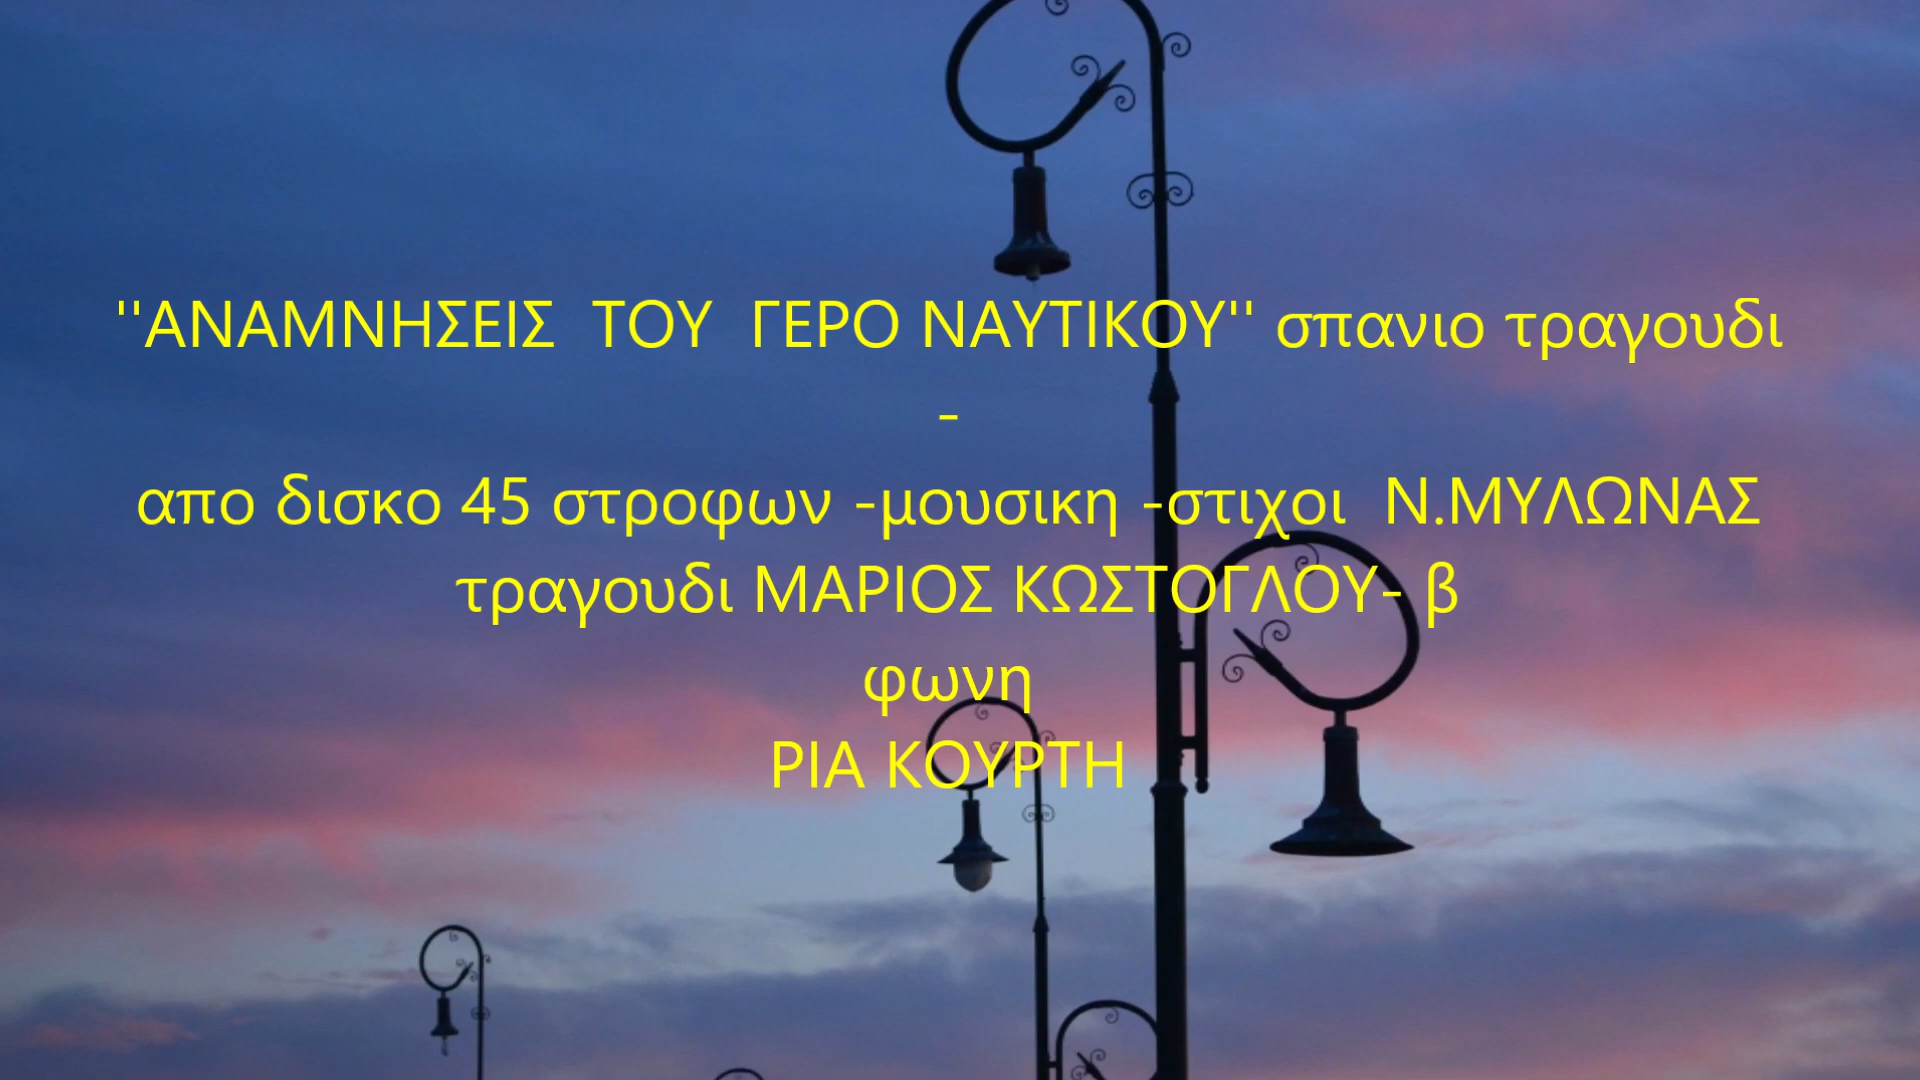 ''ΑΝΑΜΝΗΣΕΙΣ  ΤΟΥ  ΓΕΡΟ ΝΑΥΤΙΚΟΥ'' σπανιο τραγουδι
-
απο δισκο 45 στροφων -μουσικη -στιχοι  Ν.ΜΥΛΩΝΑΣ
τραγουδι ΜΑΡΙΟΣ ΚΩΣΤΟΓΛΟΥ- β
φωνη
ΡΙΑ ΚΟΥΡΤΗ